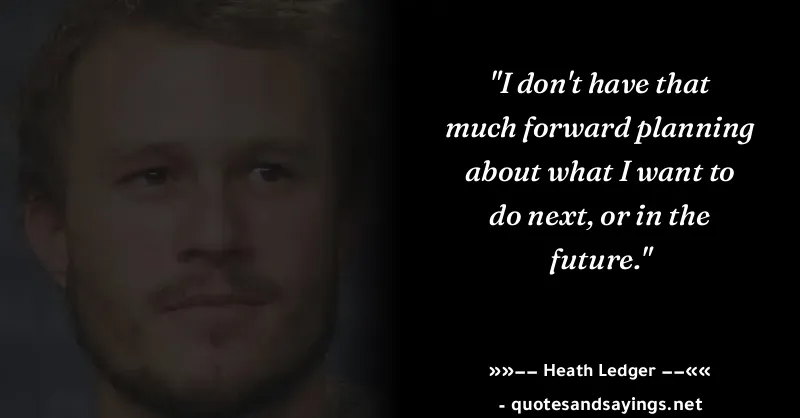 "I don't have that
much forward planning
about what I want to
do next, or in the
future."
»»–– Heath Ledger ––««
- quotesandsayings.net